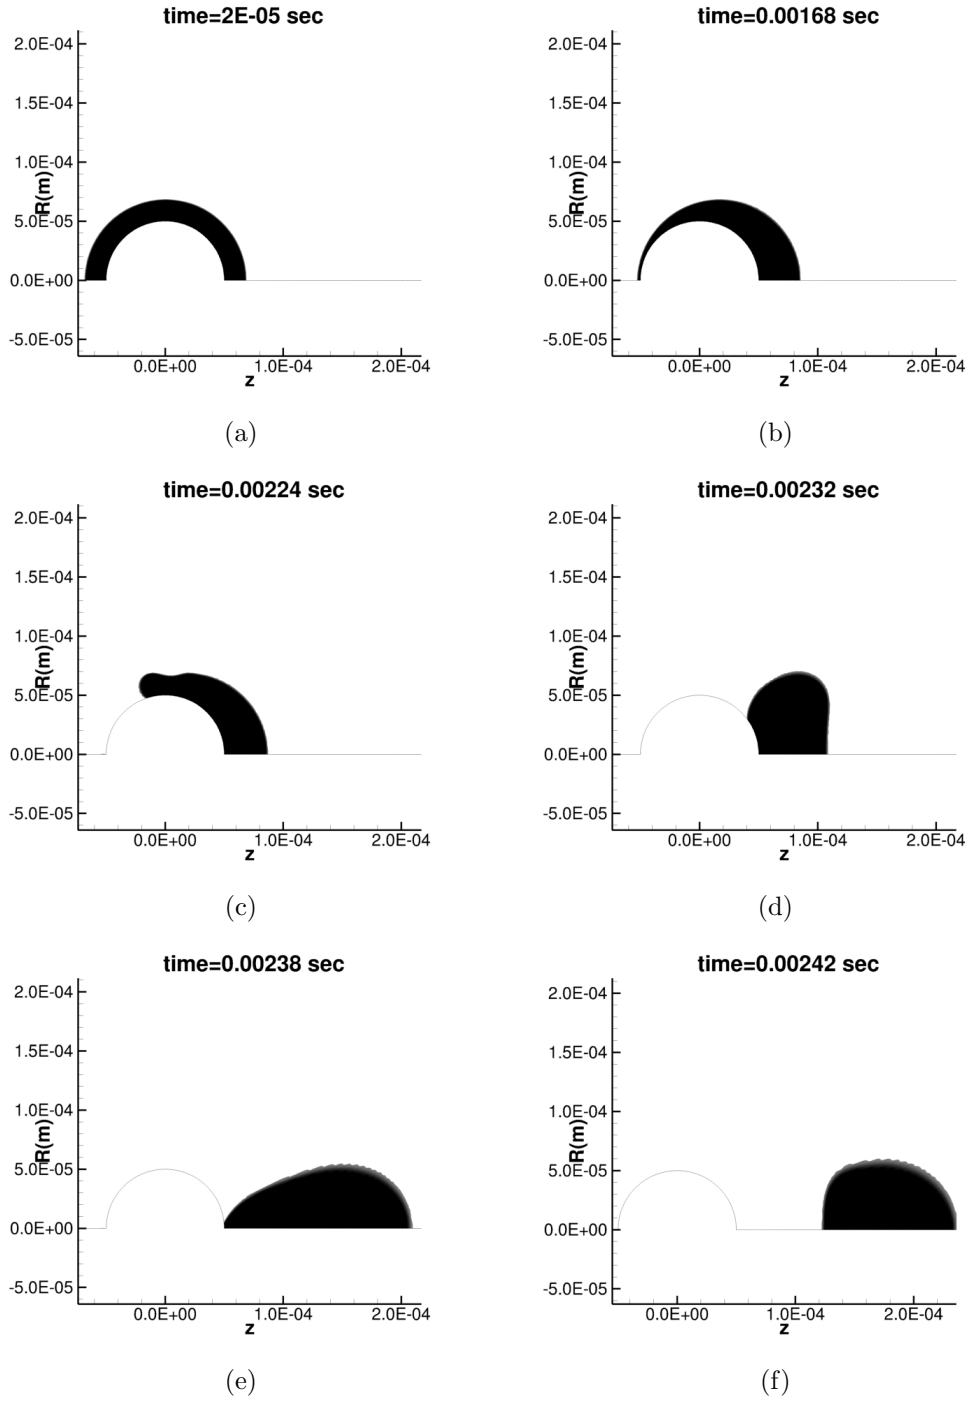 time=2E-05 sec
2.0E-04
1.5E-04
1.0E-04
R(m)
5.0E-05
0.0E+00
-5.0E-05
0.0E+00 1.0E-04 2.0E-04
z
(a)
time=0.00168 sec
2.0E-04
1.5E-04
1.0E-04
R(m)
5.0E-05
0.0E+00
-5.0E-05
0.0E+00 1.0E-04 2.0E-04
z
(b)
time=0.00224 sec
2.0E-04
1.5E-04
1.0E-04
R(m)
5.0E-05
0.0E+00
-5.0E-05
0.0E+00 1.0E-04 2.0E-04
z
(c)
time=0.00232 sec
2.0E-04
1.5E-04
1.0E-04
R(m)
5.0E-05
0.0E+00
-5.0E-05
0.0E+00 1.0E-04 2.0E-04
z
(d)
time=0.00238 sec
2.0E-04
1.5E-04
1.0E-04
R(m)
5.0E-05
0.0E+00
-5.0E-05
0.0E+00 1.0E-04 2.0E-04
z
(e)
time=0.00242 sec
2.0E-04
1.5E-04
1.0E-04
R(m)
5.0E-05
0.0E+00
-5.0E-05
0.0E+00 1.0E-04 2.0E-04
z
(f)